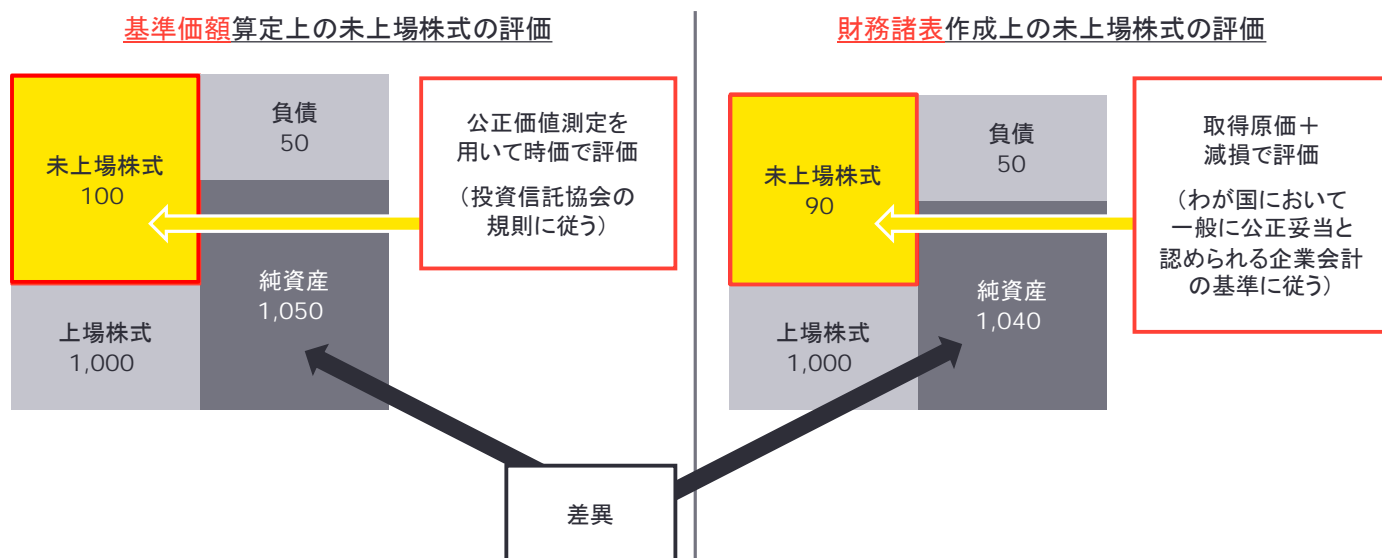 基準価額算定上の未上場株式の評価
未上場株式
100
負債
50
上場株式
1,000
純資産
1,050
公正価値測定を
用いて時価で評価
（投資信託協会の
規則に従う）
財務諸表作成上の未上場株式の評価
未上場株式
90
負債
50
上場株式
1,000
純資産
1,040
取得原価＋
減損で評価
（わが国において
一般に公正妥当と
認められる企業会計
の基準に従う）
差異